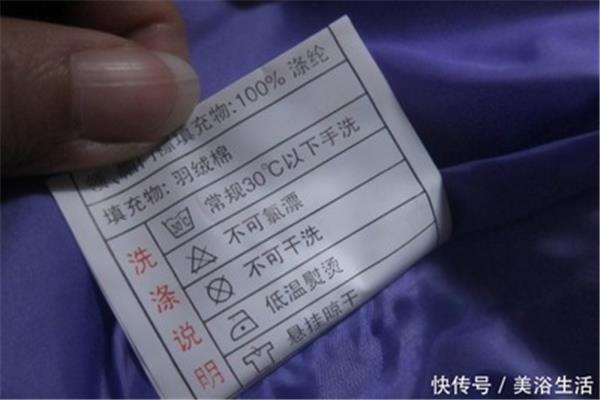 填充物:100% 涤纶
填充物: 羽绒棉
洗涤说明
常规30℃以下手洗
不可氯漂
不可干洗
低温熨烫
悬挂晾干
快传号 / 美浴生活